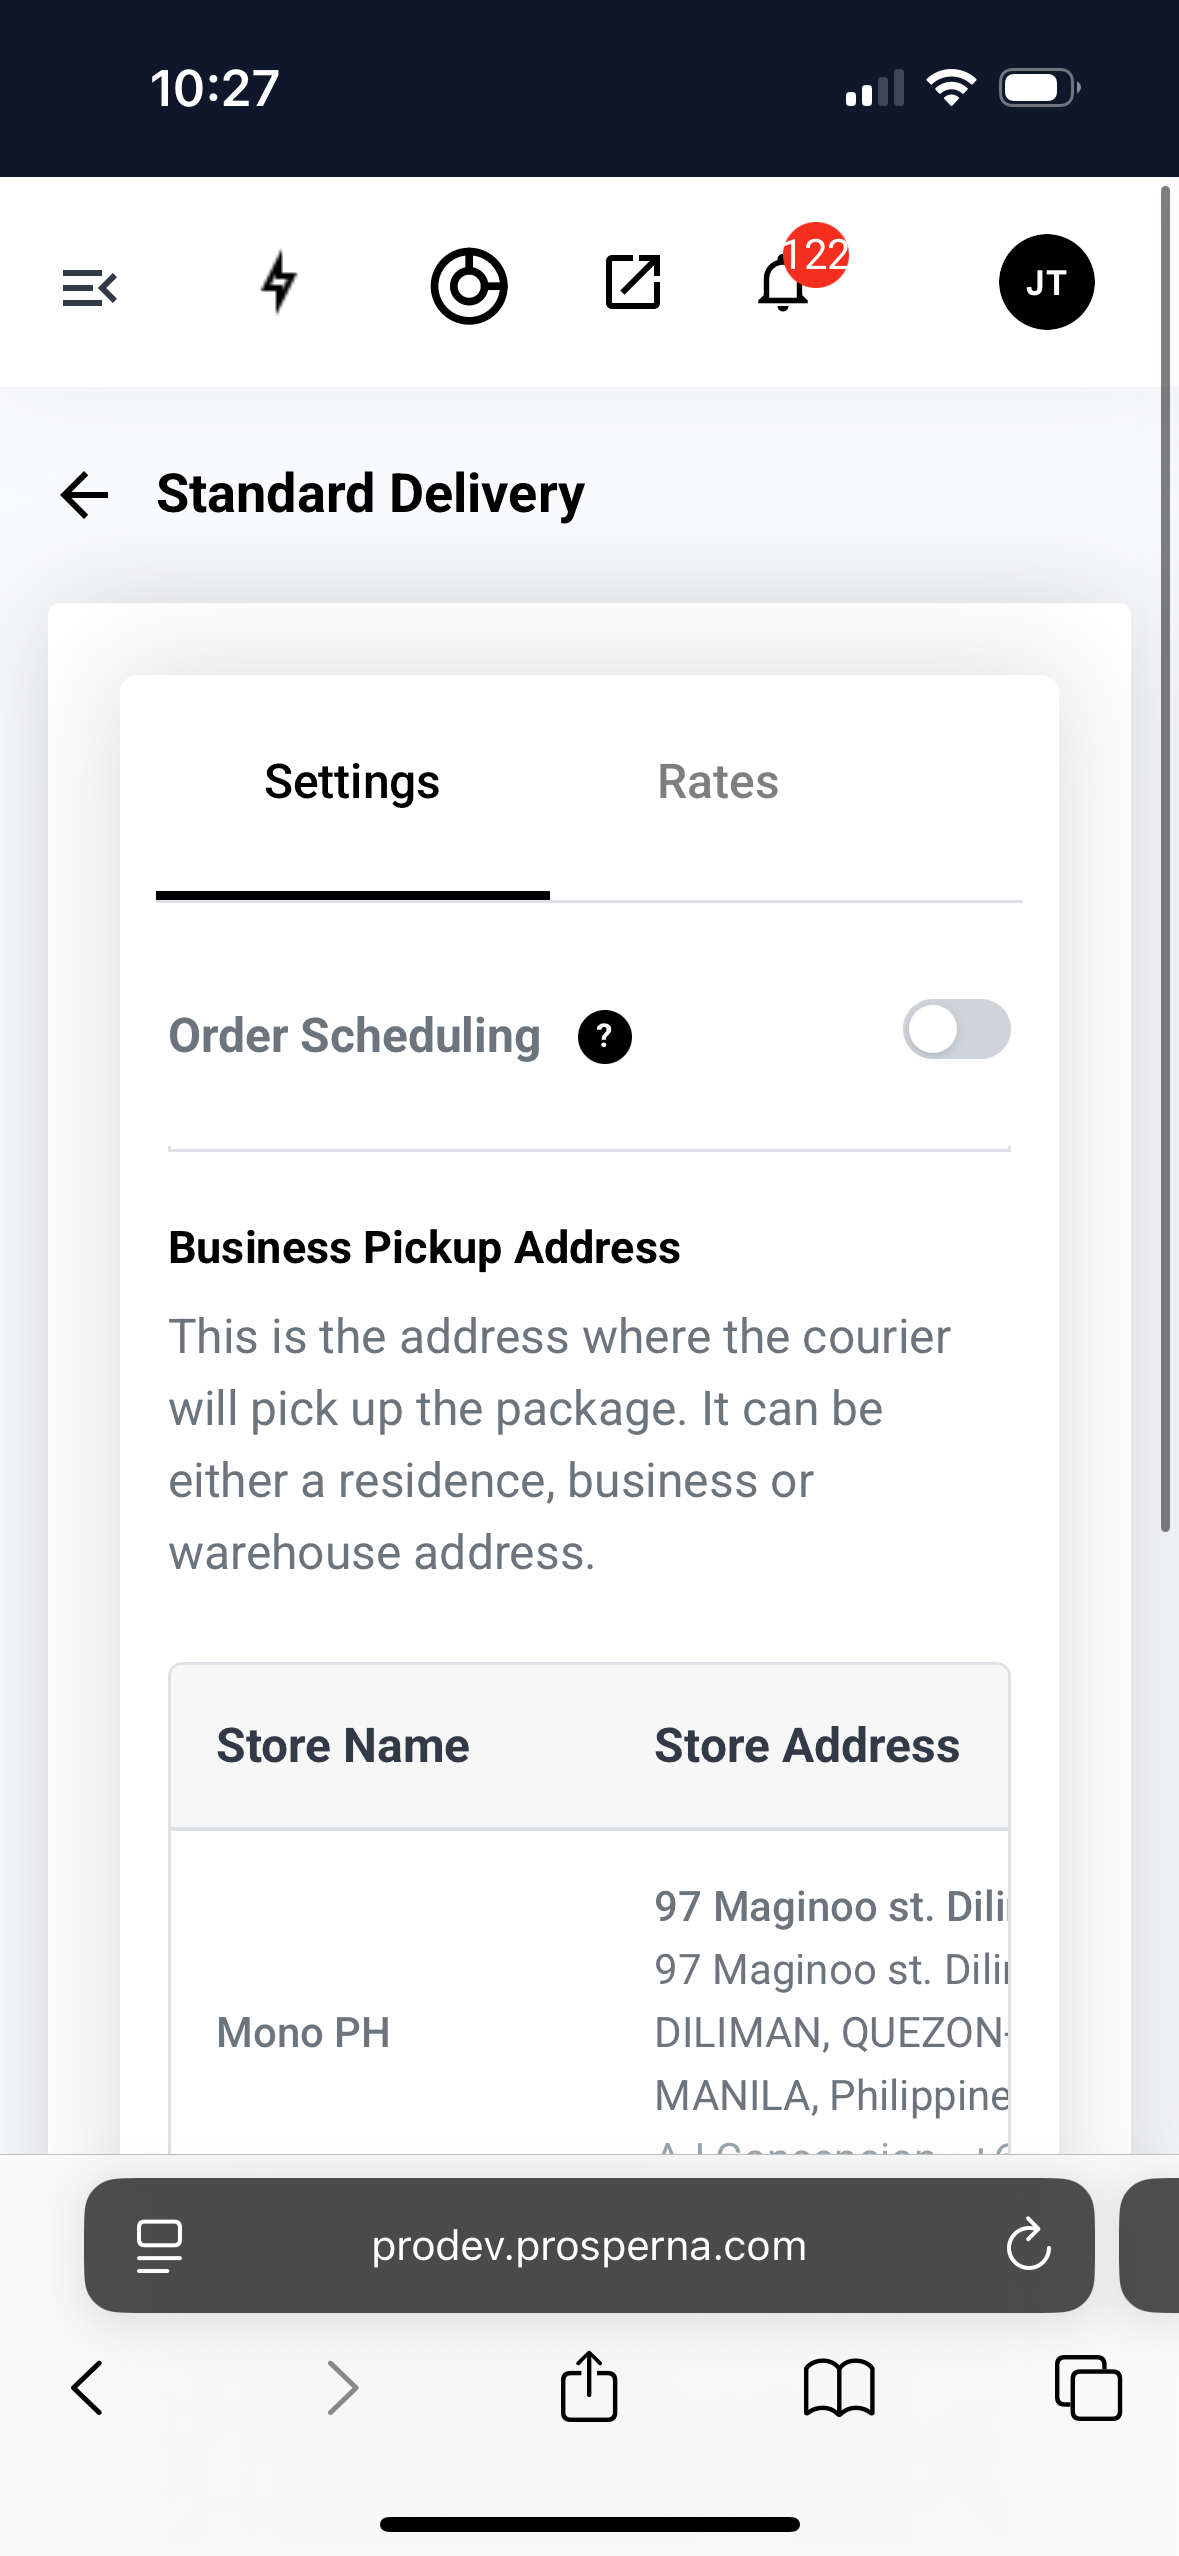 10:27
122
JT
Standard Delivery
Settings Rates
Order Scheduling ?
Business Pickup Address
This is the address where the courier
will pick up the package. It can be
either a residence, business or
warehouse address.
Store Name Store Address
97 Maginoo st.
97 Maginoo st.
Mono PH
DILIMAN, QUEZON-
MANILA,
prodev.prosperna.com